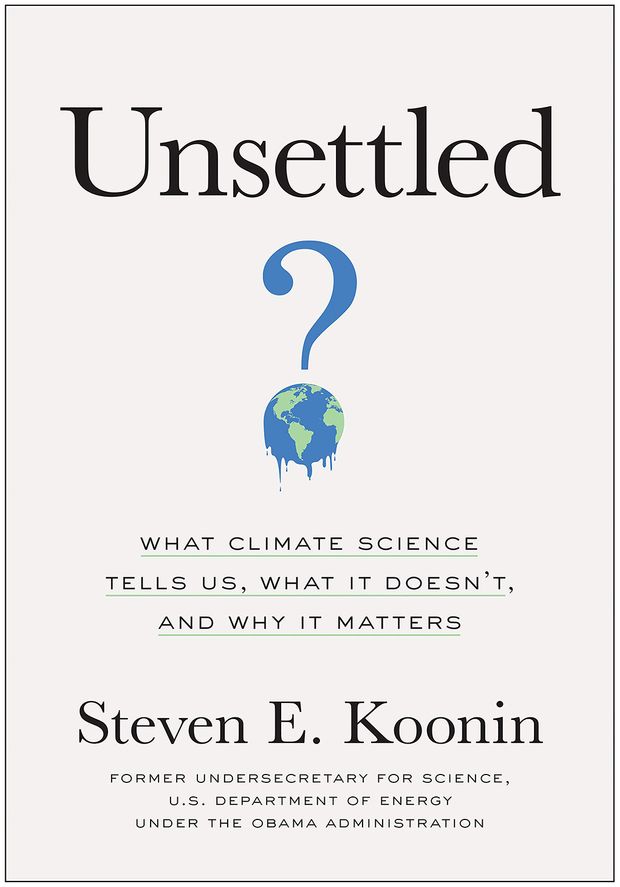 Unsettled
?
WHAT CLIMATE SCIENCE
TELLS US, WHAT IT DOESN'T,
AND WHY IT MATTERS
Steven E. Koonin
FORMER UNDERSECRETARY FOR SCIENCE,
U.S. DEPARTMENT OF ENERGY
UNDER THE OBAMA ADMINISTRATION